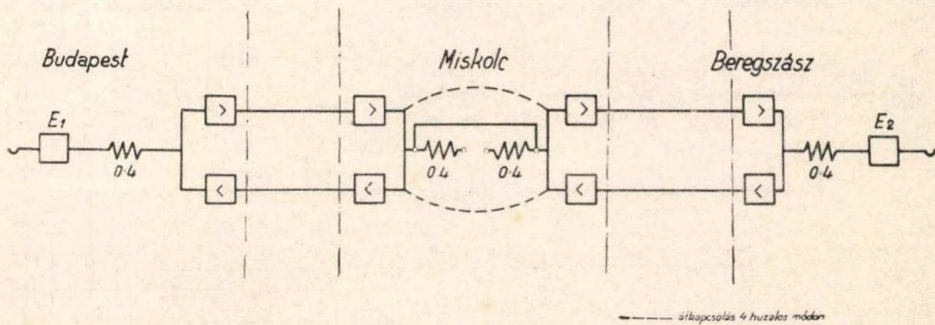 Budapest
Miskolc
Beregszász
E1
0·4
0·4
0·4
0·4
E2
átkapcsolás 4 huzalos módon